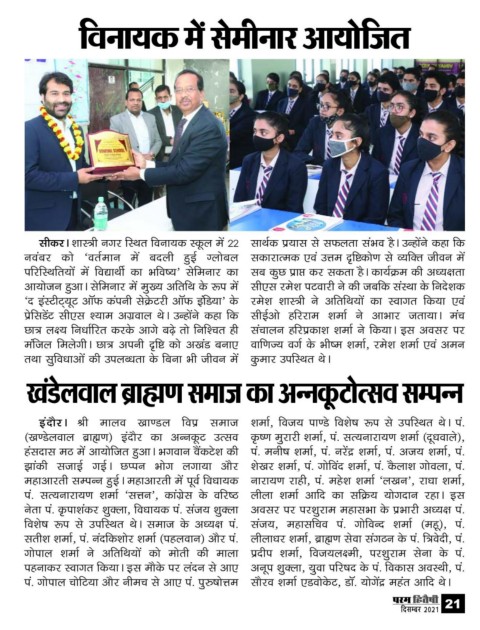 विनायक में सेमीनार आयोजित
सीकर। शास्त्री नगर स्थित विनायक स्कूल में 22
नवंबर को 'वर्तमान में बदली हुई ग्लोबल
परिस्थितियों में विद्यार्थी का भविष्य' सेमिनार का
आयोजन हुआ। सेमिनार में मुख्य अतिथि के रूप में
'द इंस्टीट्यूट ऑफ कंपनी सेक्रेटरी ऑफ इंडिया' के
प्रेसिडेंट सीएस श्याम अग्रवाल थे। उन्होंने कहा कि
छात्र लक्ष्य निर्धारित करके आगे बढ़े तो निश्चित ही
मंजिल मिलेगी। छात्र अपनी दृष्टि को अखंड बनाए
तथा सुविधाओं की उपलब्धता के बिना भी जीवन में
सार्थक प्रयास से सफलता संभव है। उन्होंने कहा कि
सकारात्मक एवं उत्तम दृष्टिकोण से व्यक्ति जीवन में
सब कुछ प्राप्त कर सकता है। कार्यक्रम की अध्यक्षता
सीएस रमेश पटवारी ने की जबकि संस्था के निदेशक
रमेश शास्त्री ने अतिथियों का स्वागत किया एवं
सीईओ हरिराम शर्मा ने आभार जताया। मंच
संचालन हरिप्रकाश शर्मा ने किया। इस अवसर पर
वाणिज्य वर्ग के भीष्म शर्मा, रमेश शर्मा एवं अमन
कुमार उपस्थित थे।
खंडेलवाल ब्राह्मण समाज का अन्नकूटोत्सव सम्पन्न
इंदौर। श्री मालव खाण्डल विप्र समाज
(खण्डेलवाल ब्राह्मण) इंदौर का अन्नकूट उत्सव
हंसदास मठ में आयोजित हुआ। भगवान वैंकटेश की
झांकी सजाई गई। छप्पन भोग लगाया और
महाआरती सम्पन्न हुई। महाआरती में पूर्व विधायक
पं. सत्यनारायण शर्मा 'सत्तन', कांग्रेस के वरिष्ठ
नेता पं. कृपाशंकर शुक्ला, विधायक पं. संजय शुक्ला
विशेष रूप से उपस्थित थे। समाज के अध्यक्ष पं.
सतीश शर्मा, पं. नंदकिशोर शर्मा (पहलवान) और पं.
गोपाल शर्मा ने अतिथियों को मोती की माला
पहनाकर स्वागत किया। इस मौके पर लंदन से आए
पं. गोपाल चोटिया और नीमच से आए पं. पुरुषोत्तम
शर्मा, विजया पाण्डे विशेष रूप से उपस्थित थे। पं.
कृष्ण मुरारी शर्मा, पं. सत्यनारायण शर्मा (दूधवाले),
पं. मनीष शर्मा, पं. नरेंद्र शर्मा, पं. अजय शर्मा, पं.
शेखर शर्मा, पं. गोविंद शर्मा, पं. कैलाश गोवला, पं.
नारायण राही, पं. महेश शर्मा 'लखन', राधा शर्मा,
लीला शर्मा आदि का सक्रिय योगदान रहा। इस
अवसर पर परशुराम महासभा के प्रभारी अध्यक्ष पं.
संजय, महासचिव पं. गोविन्द शर्मा (महू), पं.
लीलाधर शर्मा, ब्राह्मण सेवा संगठन के पं. त्रिवेदी, पं.
प्रदीप शर्मा, विजयलक्ष्मी, परशुराम सेना के पं.
अनूप शुक्ला, युवा परिषद के पं. विकास अवस्थी, पं.
सौरव शर्मा एडवोकेट, डॉ. योगेंद्र महंत आदि थे।
परम हितैषी
दिसम्बर 2021 21